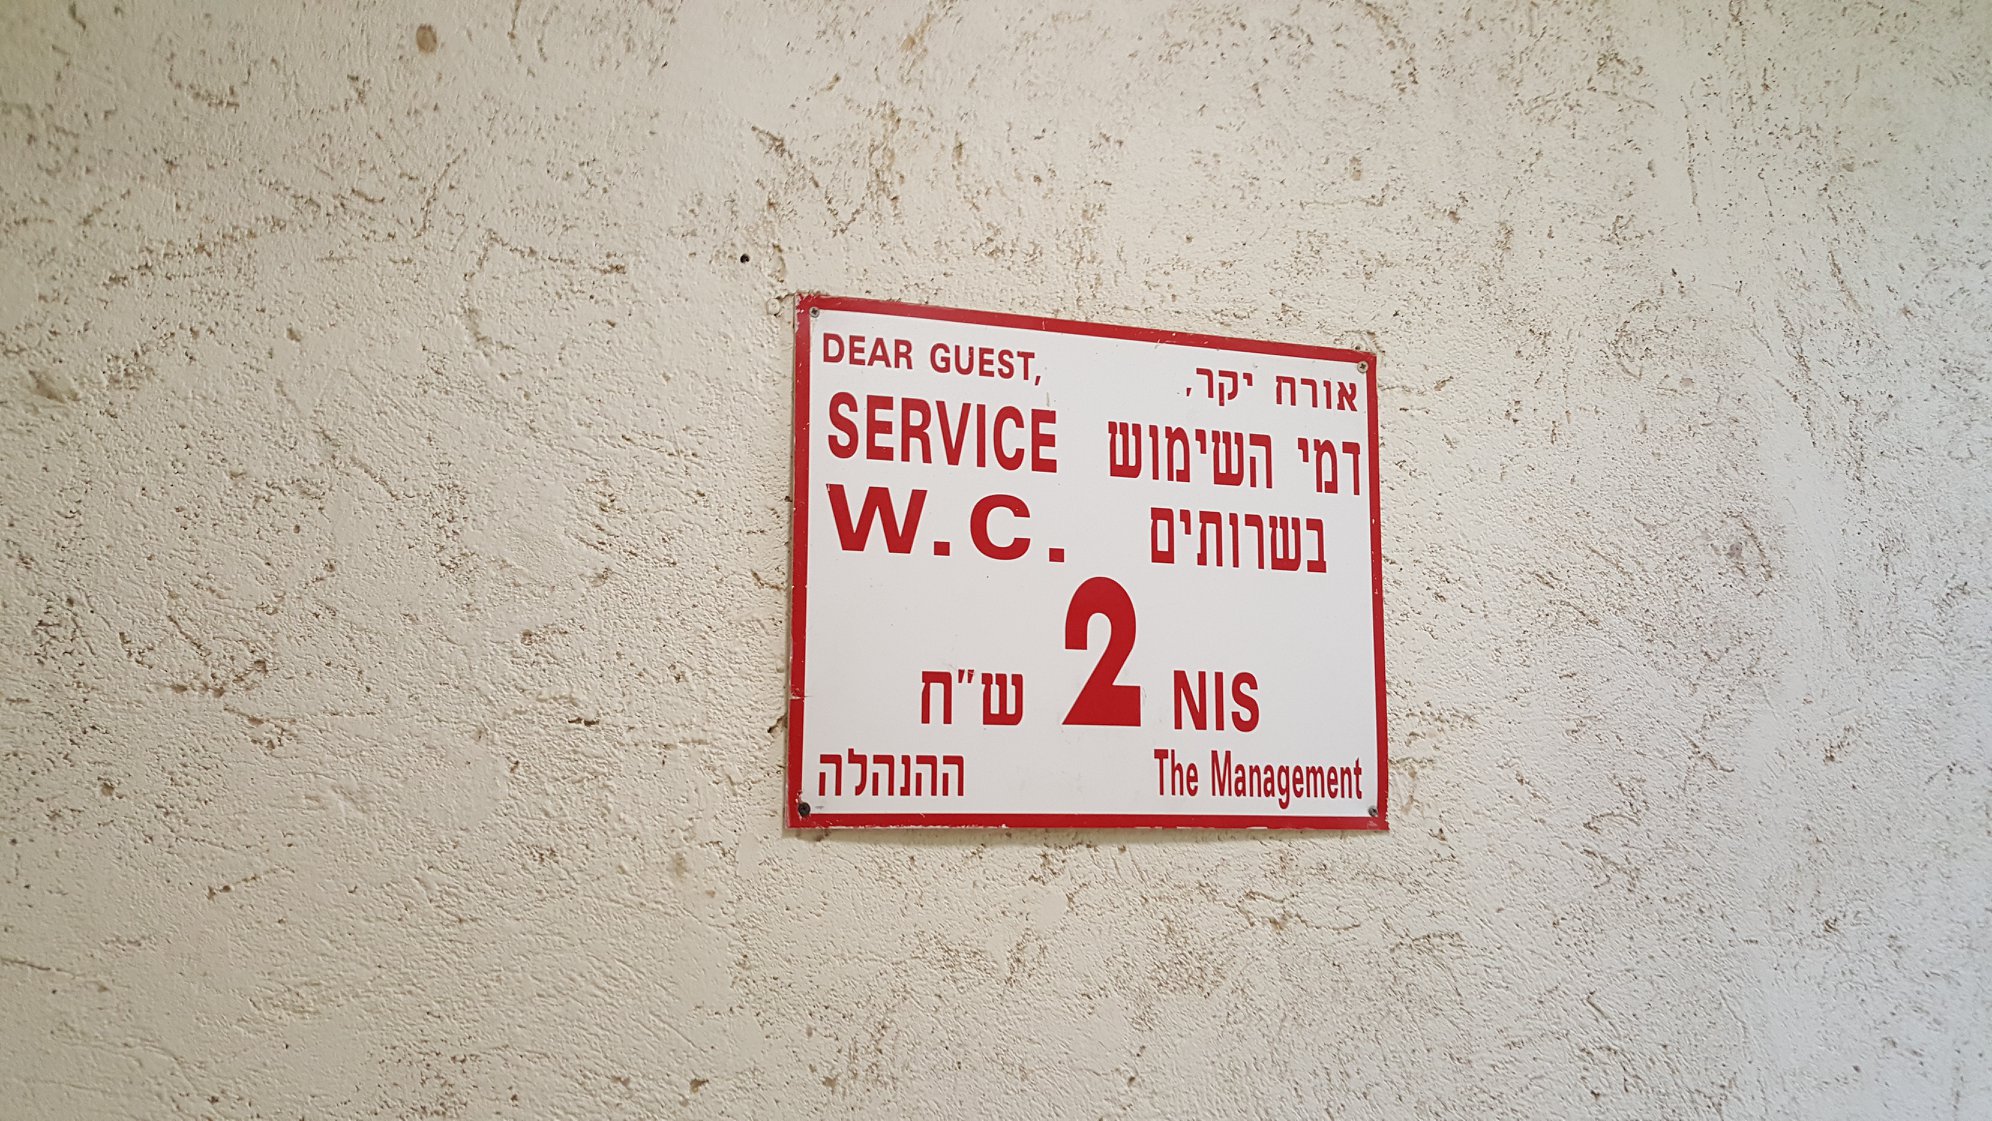 DEAR GUEST,
SERVICE
W.C.
אורח יקר,
דמי השימוש
בשרותים
ש"ח 2 NIS
ההנהלה
The Management